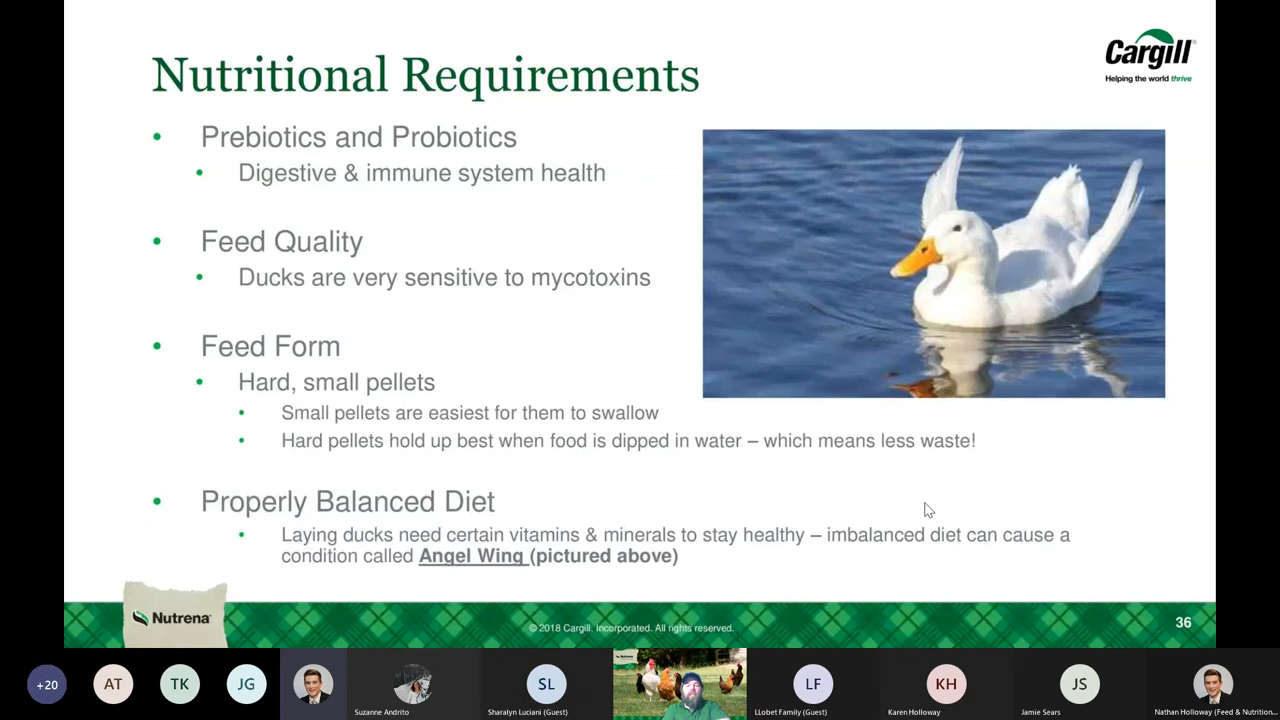 Nutritional Requirements
Cargill
Helping the world thrive
• Prebiotics and Probiotics
• Digestive & immune system health
• Feed Quality
• Ducks are very sensitive to mycotoxins
• Feed Form
• Hard, small pellets
• Small pellets are easiest for them to swallow
• Hard pellets hold up best when food is dipped in water – which means less waste!
• Properly Balanced Diet
• Laying ducks need certain vitamins & minerals to stay healthy – imbalanced diet can cause a
condition called Angel Wing (pictured above)
Nutrena
© 2018 Cargill, Incorporated. All rights reserved.
36
+20
AT
TK
JG
Suzanne Andrito
SL
Sharalyn Luciani (Guest)
Nutrena
LF
LLobet Family (Guest)
KH
Karen Holloway
JS
Jamie Sears
Nathan Holloway (Feed & Nutrition...